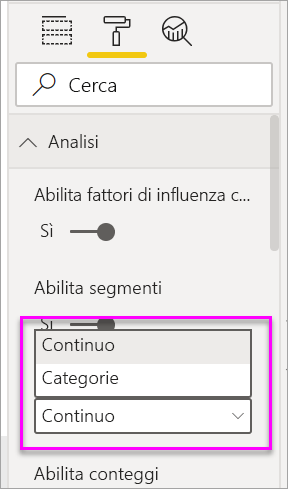 Cerca
Analisi
Abilita fattori di influenza c...
Sì
Abilita segmenti
Sì
Continuo
Categorie
Continuo
Abilita conteggi